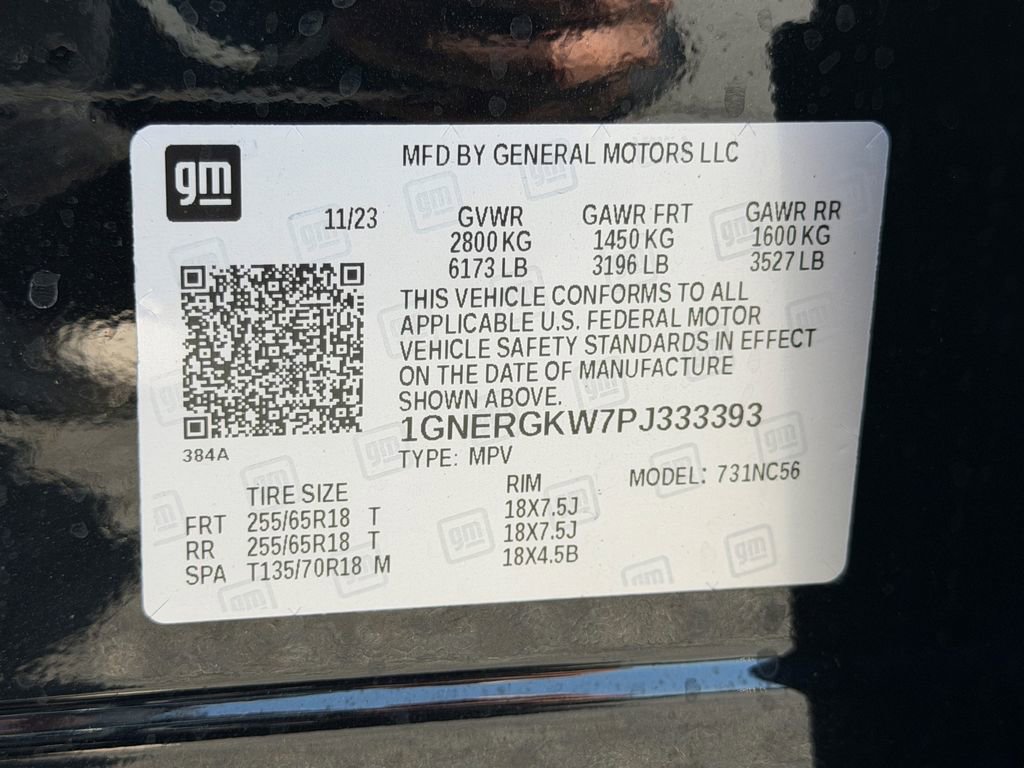 gm
MFD BY GENERAL MOTORS LLC
11/23 GVWR GAWR FRT GAWR RR
2800 KG 1450 KG 1600 KG
6173 LB 3196 LB 3527 LB
THIS VEHICLE CONFORMS TO ALL
APPLICABLE U.S. FEDERAL MOTOR
VEHICLE SAFETY STANDARDS IN EFFECT
ON THE DATE OF MANUFACTURE
SHOWN ABOVE.
1GNERGKW7PJ333393
384A
TYPE: MPV
MODEL: 731NC56
TIRE SIZE RIM
FRT 255/65R18 T 18X7.5J
RR 255/65R18 T 18X7.5J
SPA T135/70R18 M 18X4.5B